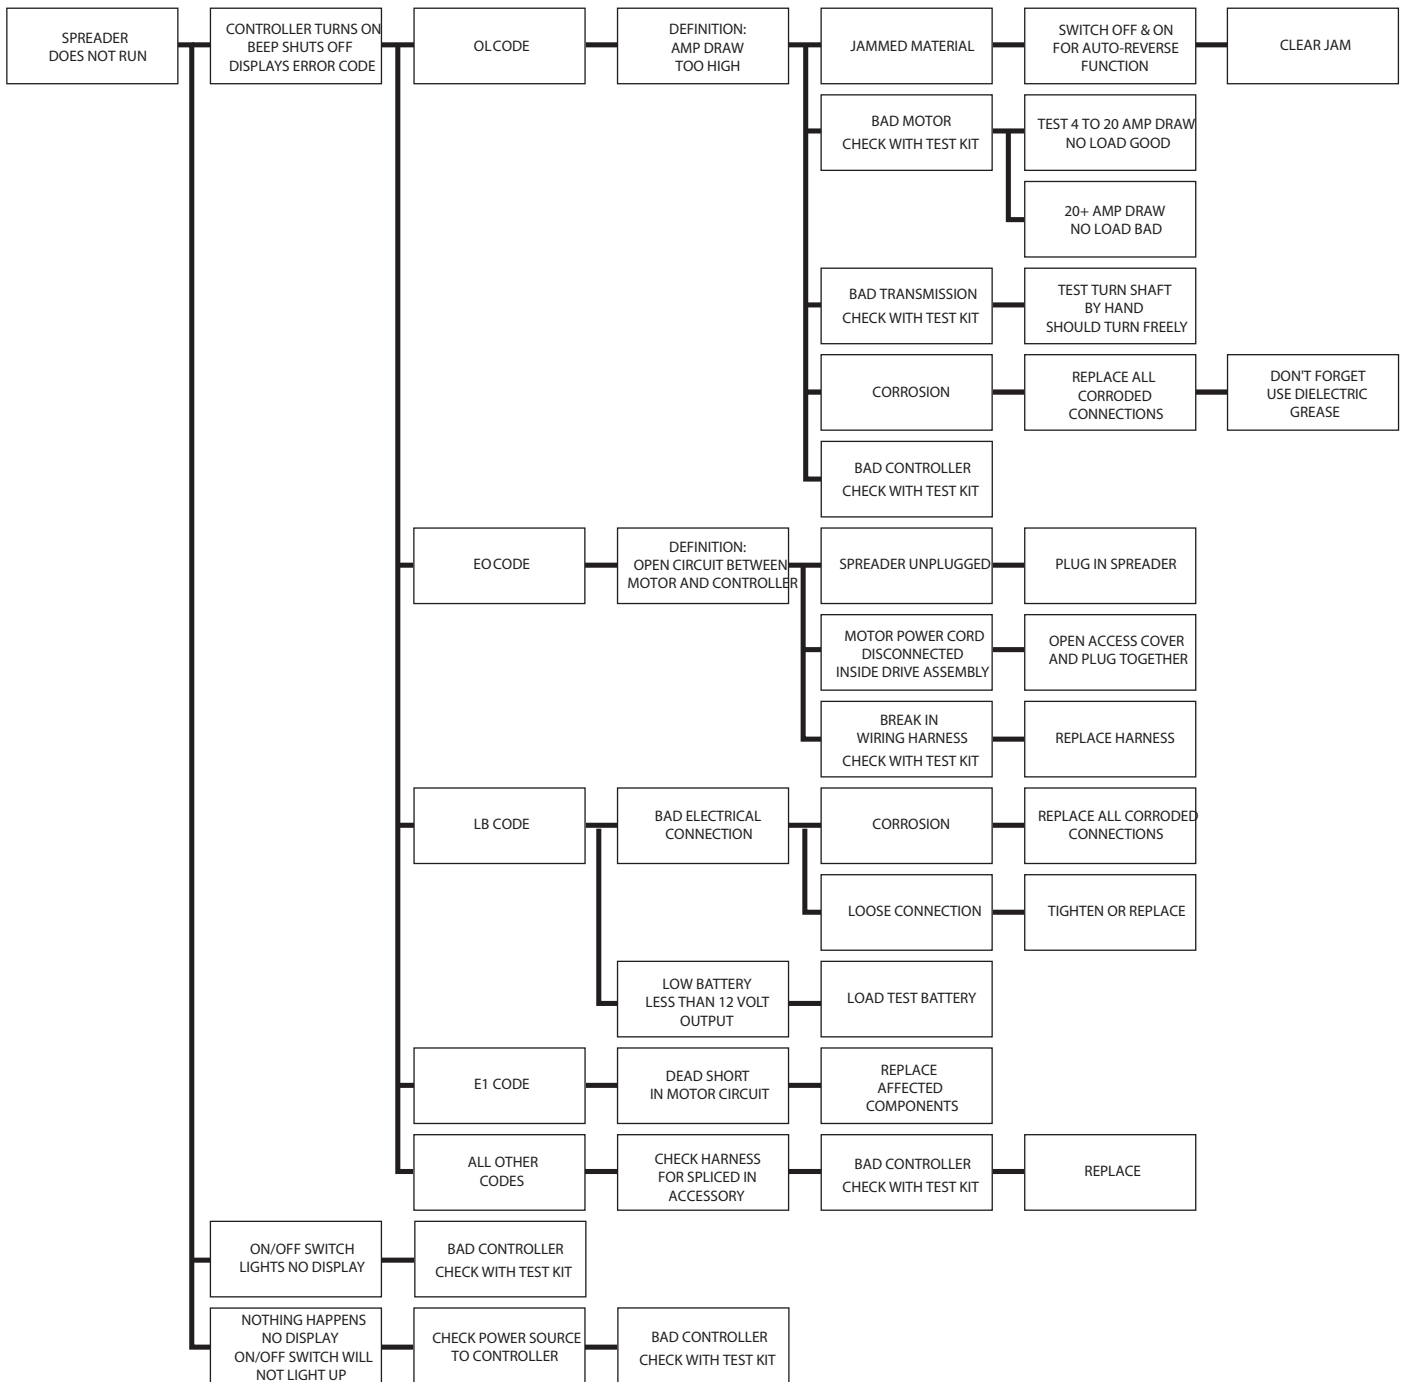 SPREADER
DOES NOT RUN
CONTROLLER TURNS ON
BEEP SHUTS OFF
DISPLAYS ERROR CODE
OL CODE
DEFINITION:
AMP DRAW
TOO HIGH
JAMMED MATERIAL
SWITCH OFF & ON
FOR AUTO-REVERSE
FUNCTION
CLEAR JAM
BAD MOTOR
CHECK WITH TEST KIT
TEST 4 TO 20 AMP DRAW
NO LOAD GOOD
20+ AMP DRAW
NO LOAD BAD
BAD TRANSMISSION
CHECK WITH TEST KIT
TEST TURN SHAFT
BY HAND
SHOULD TURN FREELY
CORROSION
REPLACE ALL
CORRODED
CONNECTIONS
DON'T FORGET
USE DIELECTRIC
GREASE
BAD CONTROLLER
CHECK WITH TEST KIT
EO CODE
DEFINITION:
OPEN CIRCUIT BETWEEN
MOTOR AND CONTROLLER
SPREADER UNPLUGGED
PLUG IN SPREADER
MOTOR POWER CORD
DISCONNECTED
INSIDE DRIVE ASSEMBLY
OPEN ACCESS COVER
AND PLUG TOGETHER
BREAK IN
WIRING HARNESS
CHECK WITH TEST KIT
REPLACE HARNESS
LB CODE
BAD ELECTRICAL
CONNECTION
CORROSION
REPLACE ALL CORRODED
CONNECTIONS
LOOSE CONNECTION
TIGHTEN OR REPLACE
LOW BATTERY
LESS THAN 12 VOLT
OUTPUT
LOAD TEST BATTERY
E1 CODE
DEAD SHORT
IN MOTOR CIRCUIT
REPLACE
AFFECTED
COMPONENTS
ALL OTHER
CODES
CHECK HARNESS
FOR SPLICED IN
ACCESSORY
BAD CONTROLLER
CHECK WITH TEST KIT
REPLACE
ON/OFF SWITCH
LIGHTS NO DISPLAY
BAD CONTROLLER
CHECK WITH TEST KIT
NOTHING HAPPENS
NO DISPLAY
ON/OFF SWITCH WILL
NOT LIGHT UP
CHECK POWER SOURCE
TO CONTROLLER
BAD CONTROLLER
CHECK WITH TEST KIT